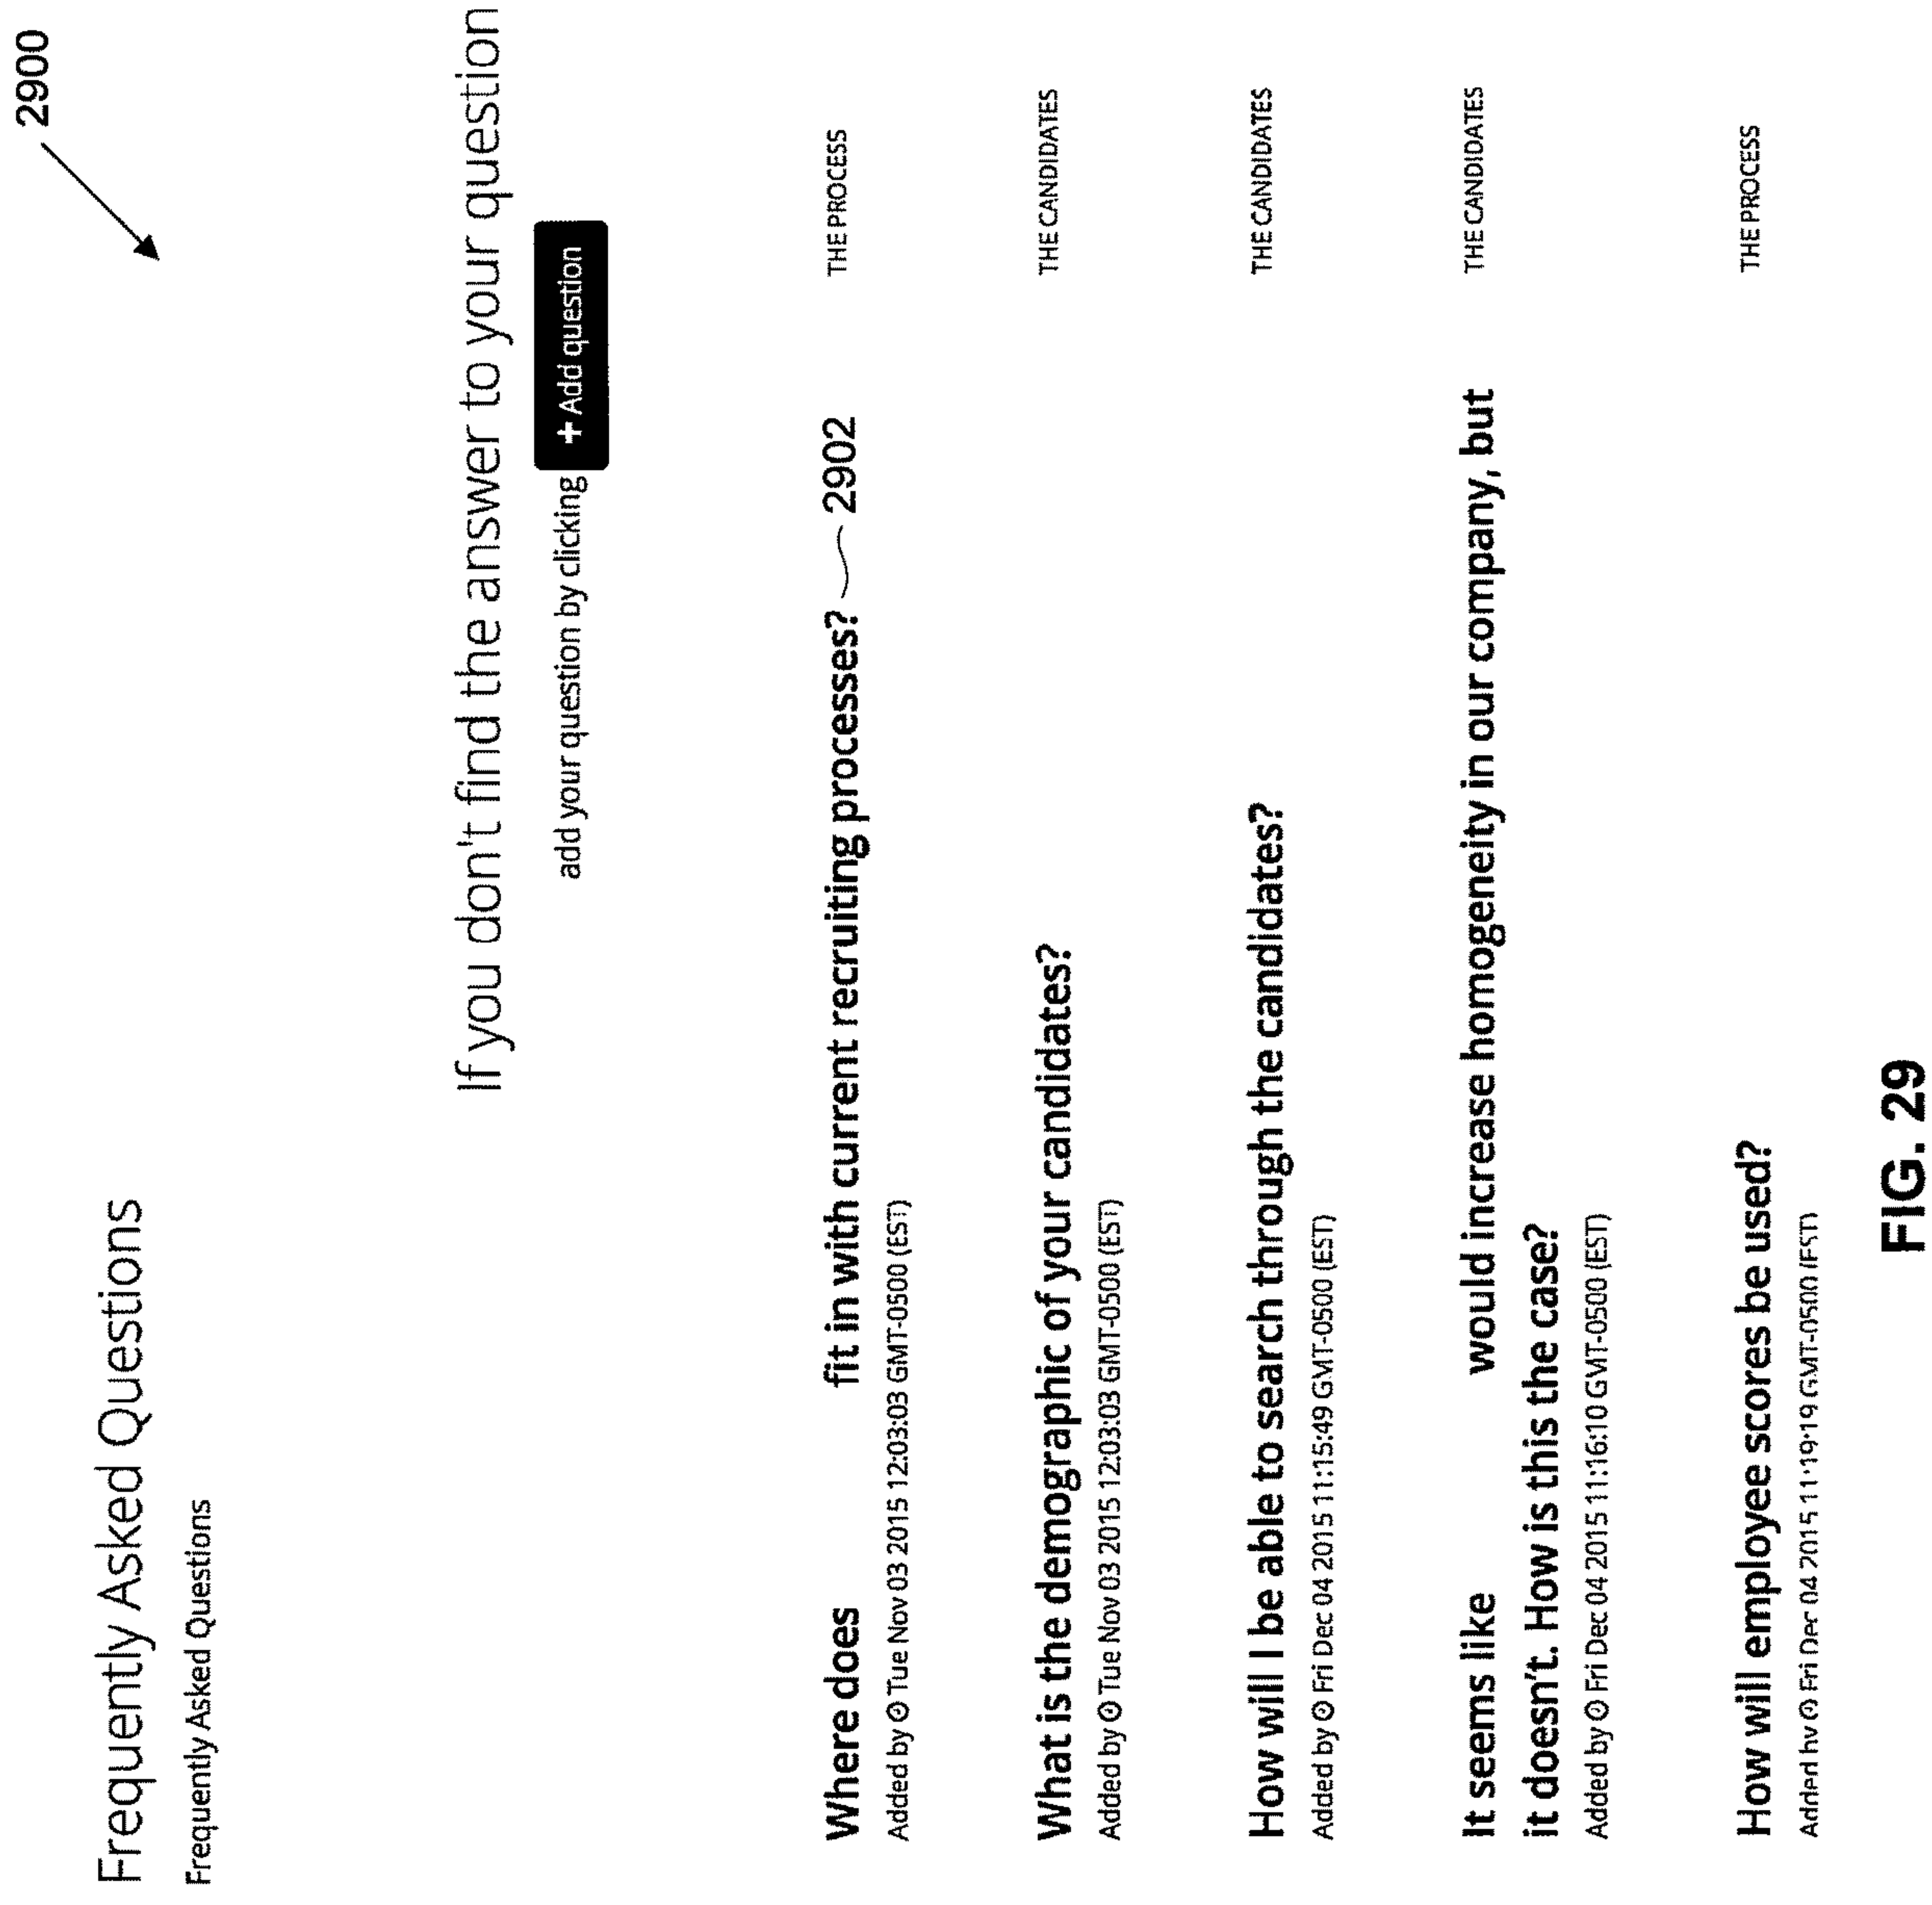 2900
Frequently Asked Questions
Frequently Asked Questions
If you don't find the answer to your question
add your question by clicking + Add question
Where does fit in with current recruiting processes? 2902 THE PROCESS
Added by Tue Nov 03 2015 12:03:03 GMT-0500 (EST)
What is the demographic of your candidates? THE CANDIDATES
Added by Tue Nov 03 2015 12:03:03 GMT-0500 (EST)
How will I be able to search through the candidates? THE CANDIDATES
Added by Fri Dec 04 2015 11:15:49 GMT-0500 (EST)
It seems like would increase homogeneity in our company, but THE CANDIDATES
it doesn't. How is this the case?
Added by Fri Dec 04 2015 11:16:10 GMT-0500 (EST)
How will employee scores be used? THE PROCESS
Added by Fri Dec 04 2015 11:19:19 GMT-0500 (EST)
FIG. 29